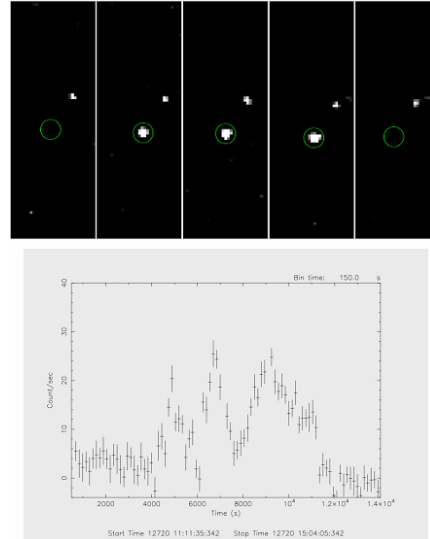 Bin time: 150.0 s
40
30
20
10
0
Count/sec
2000 4000 6000 8000 10⁴ 1.2×10⁴ 1.4×10⁴
Time (s)
Start Time 12720 11:11:35:342 Stop Time 12720 15:04:05:342